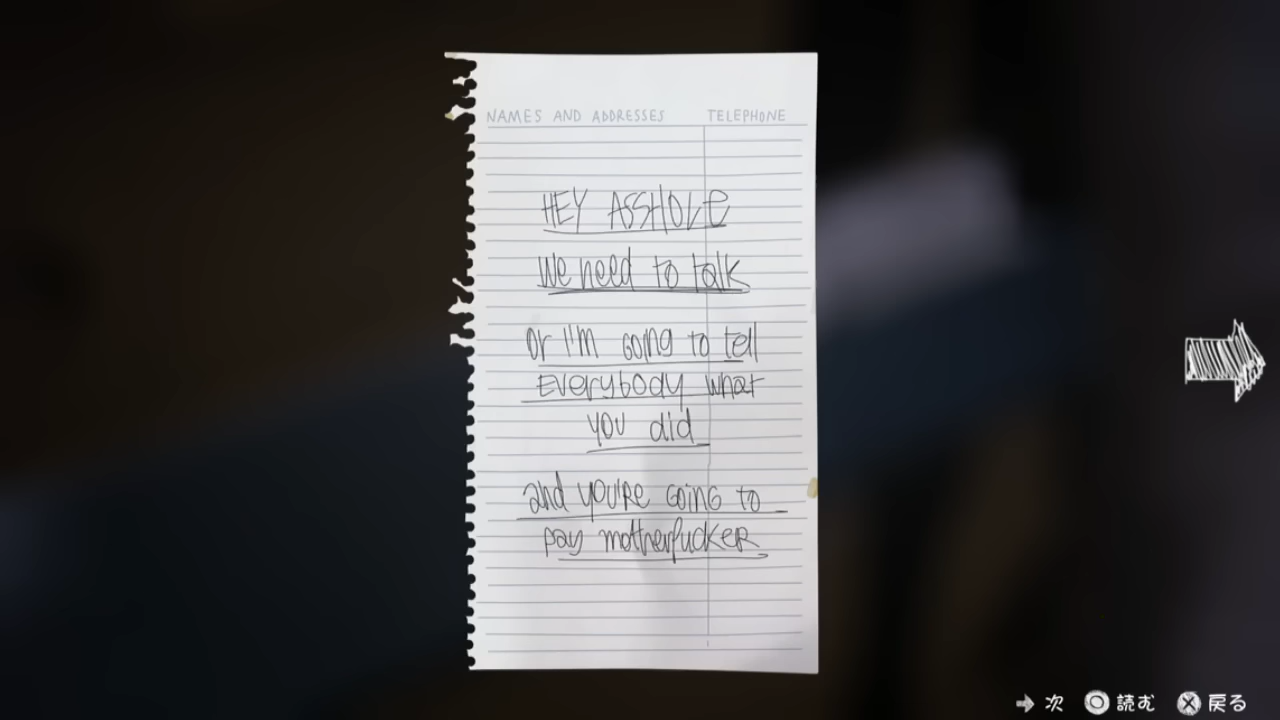 NAMES AND ADDRESSES TELEPHONE
HEY ASSHOLE
We need to talk
Or I'm going to tell
Everybody what
you did
and you're going to
pay motherfucker
次 読む 戻る